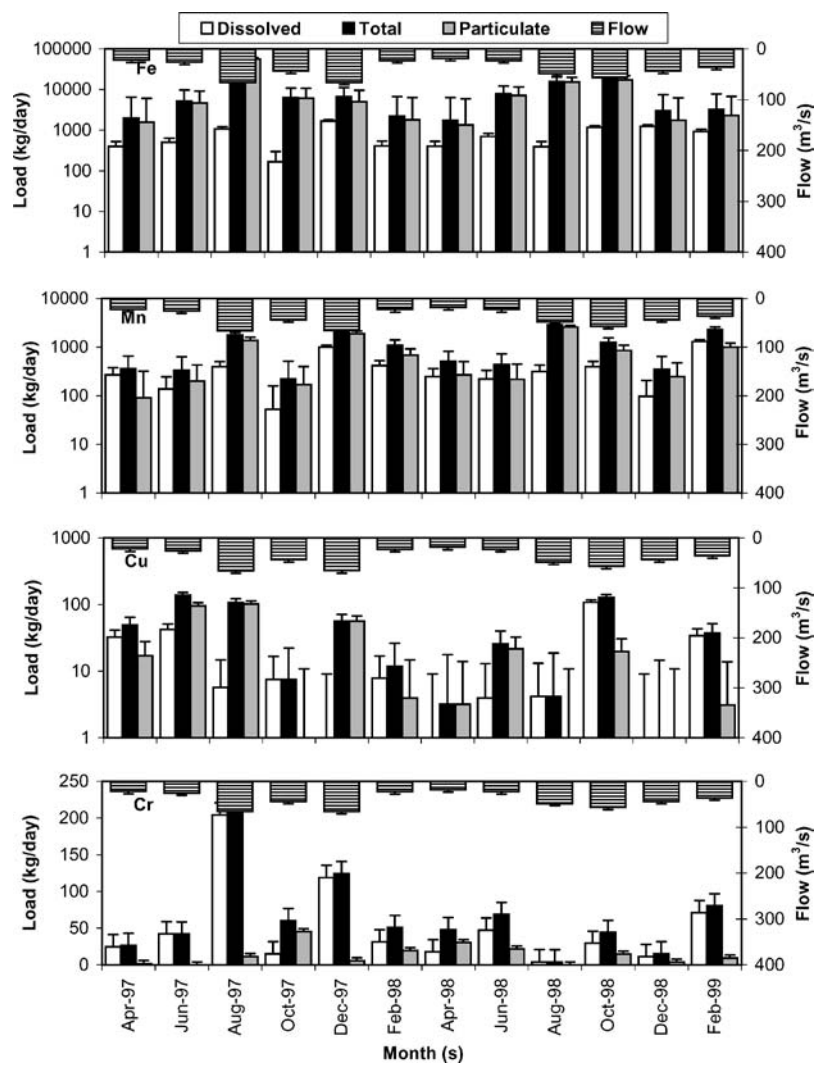 Dissolved Total Particulate Flow
Fe
Load (kg/day)
100000
10000
1000
100
10
1
0
100
200
300
400
Flow (m³/s)
Mn
Load (kg/day)
10000
1000
100
10
1
0
100
200
300
400
Flow (m³/s)
Cu
Load (kg/day)
1000
100
10
1
0
100
200
300
400
Flow (m³/s)
Cr
Load (kg/day)
250
200
150
100
50
0
0
100
200
300
400
Flow (m³/s)
Apr-97 Jun-97 Aug-97 Oct-97 Dec-97 Feb-98 Apr-98 Jun-98 Aug-98 Oct-98 Dec-98 Feb-99
Month (s)